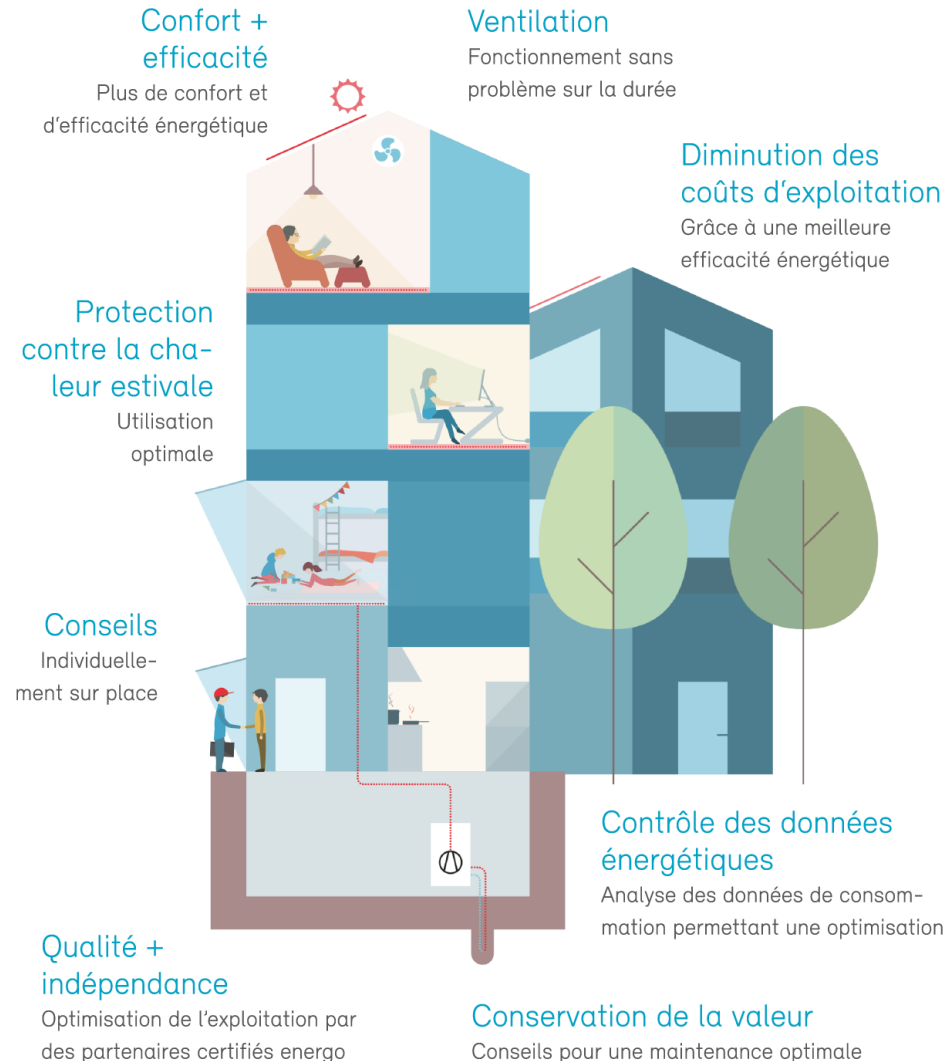 Confort +
efficacité
Plus de confort et
d'efficacité énergétique
Ventilation
Fonctionnement sans
problème sur la durée
Diminution des
coûts d'exploitation
Grâce à une meilleure
efficacité énergétique
Protection
contre la cha-
leur estivale
Utilisation
optimale
Conseils
Individuelle-
ment sur place
Contrôle des données
énergétiques
Analyse des données de consom-
mation permettant une optimisation
Qualité +
indépendance
Optimisation de l'exploitation par
des partenaires certifiés energo
Conservation de la valeur
Conseils pour une maintenance optimale